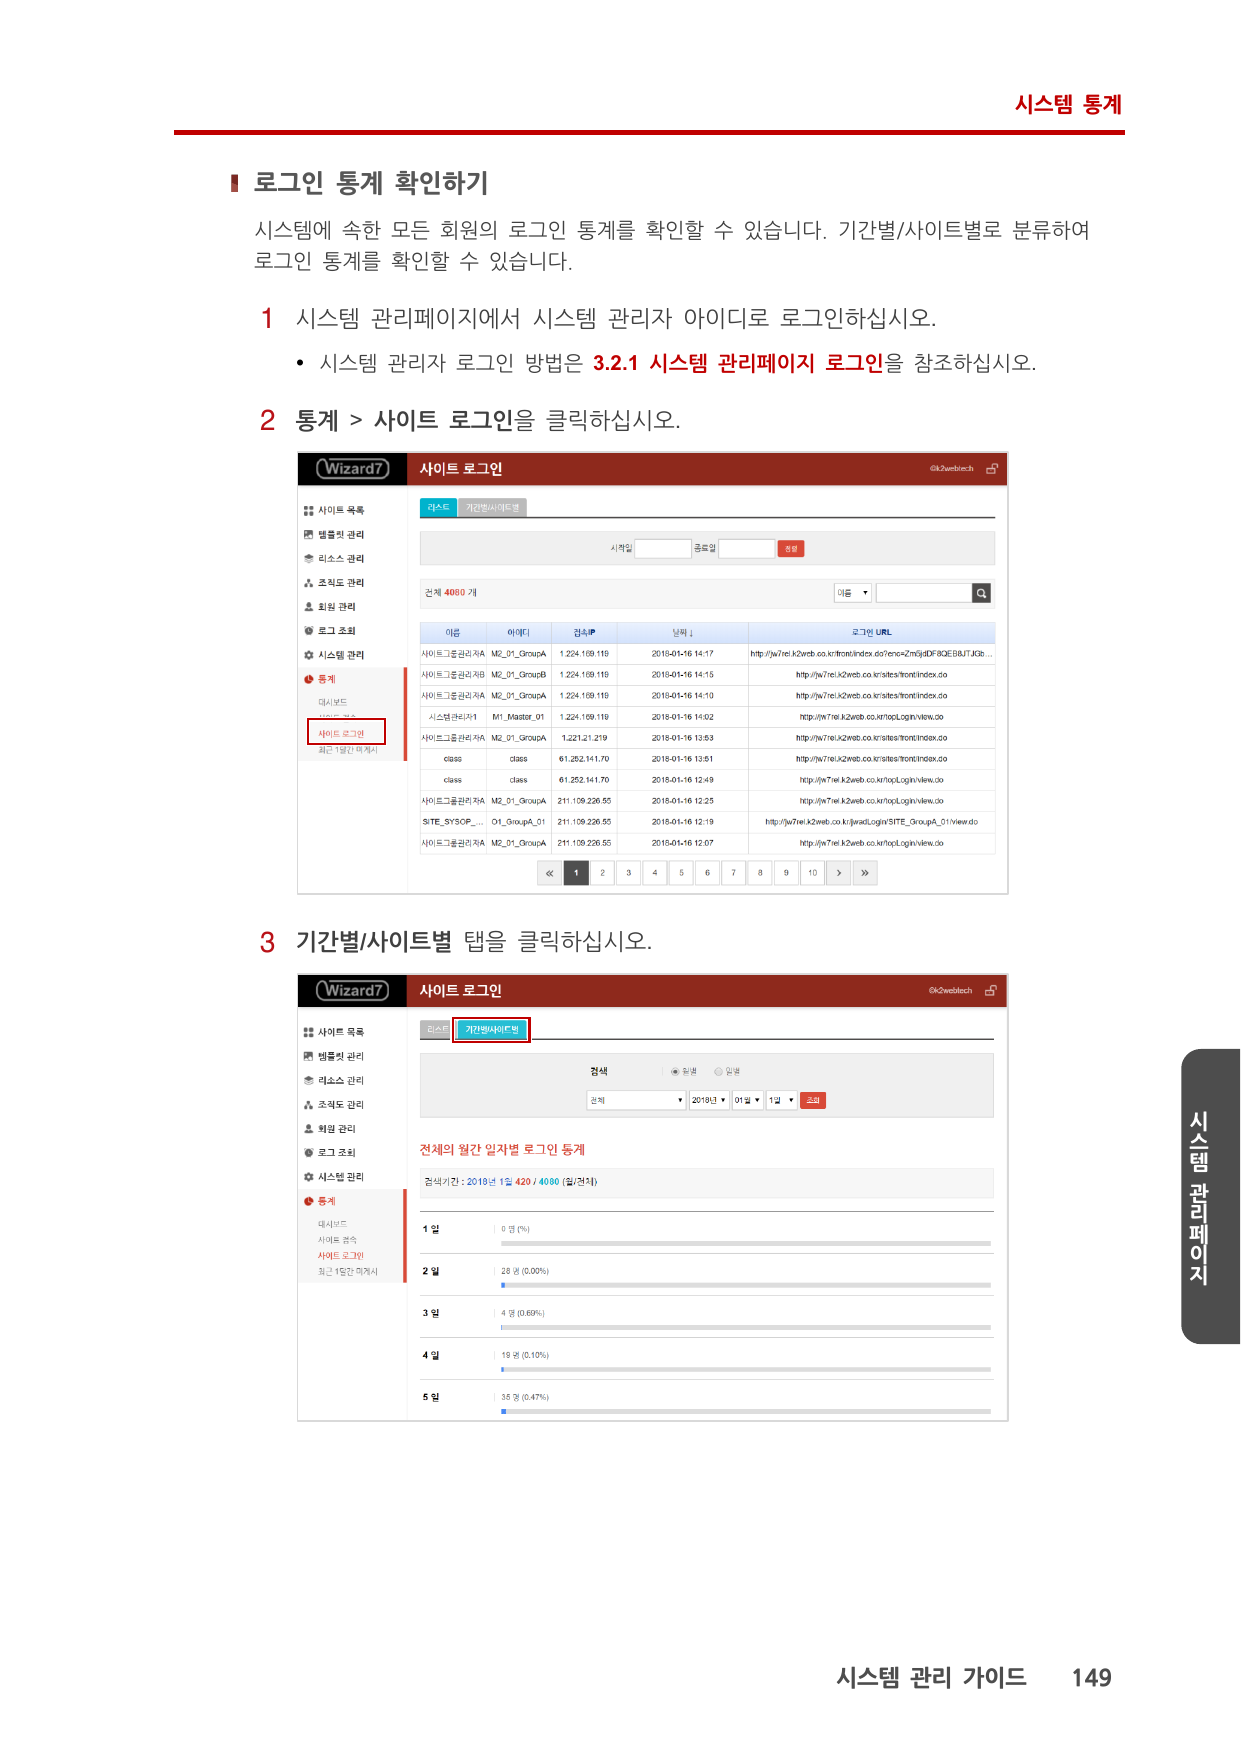 시스템 통계
로그인 통계 확인하기
시스템에 속한 모든 회원의 로그인 통계를 확인할 수 있습니다. 기간별/사이트별로 분류하여
로그인 통계를 확인할 수 있습니다.
1 시스템 관리페이지에서 시스템 관리자 아이디로 로그인하십시오.
• 시스템 관리자 로그인 방법은 3.2.1 시스템 관리페이지 로그인을 참조하십시오.
2 통계 > 사이트 로그인을 클릭하십시오.
Wizard7 사이트 로그인 @k2webtech
리스트 기간별/사이트별
사이트 목록
템플릿 관리
리소스 관리
조직도 관리
회원 관리
로그 조회
시스템 관리
통계
대시보드
사이트 로그인
최근 1달간 미게시
시작일 종료일
전체 4080 개 이름
이름 아이디 접속IP 날짜 ↓ 로그인 URL
사이트그룹관리자A M2_01_GroupA 1.224.169.119 2018-01-16 14:17 http://jw7rel.k2web.co.kr/front/index.do?enc=Zm5jdDF8QEB8JTJGb...
사이트그룹관리자B M2_01_GroupB 1.224.169.119 2018-01-16 14:15 http://jw7rel.k2web.co.kr/sites/front/index.do
사이트그룹관리자A M2_01_GroupA 1.224.169.119 2018-01-16 14:10 http://jw7rel.k2web.co.kr/sites/front/index.do
시스템관리자1 M1_Master_01 1.224.169.119 2018-01-16 14:02 http://jw7rel.k2web.co.kr/topLogin/view.do
사이트그룹관리자A M2_01_GroupA 1.221.21.219 2018-01-16 13:53 http://jw7rel.k2web.co.kr/sites/front/index.do
class class 61.252.141.70 2018-01-16 13:51 http://jw7rel.k2web.co.kr/sites/front/index.do
class class 61.252.141.70 2018-01-16 12:49 http://jw7rel.k2web.co.kr/topLogin/view.do
사이트그룹관리자A M2_01_GroupA 211.109.226.55 2018-01-16 12:25 http://jw7rel.k2web.co.kr/topLogin/view.do
SITE_SYSOP_... O1_GroupA_01 211.109.226.55 2018-01-16 12:19 http://jw7rel.k2web.co.kr/jwadLogin/SITE_GroupA_01/view.do
사이트그룹관리자A M2_01_GroupA 211.109.226.55 2018-01-16 12:07 http://jw7rel.k2web.co.kr/topLogin/view.do
« 1 2 3 4 5 6 7 8 9 10 > »
3 기간별/사이트별 탭을 클릭하십시오.
Wizard7 사이트 로그인 @k2webtech
리스트 기간별/사이트별
사이트 목록
템플릿 관리
리소스 관리
조직도 관리
회원 관리
로그 조회
시스템 관리
통계
대시보드
사이트 접속
사이트 로그인
최근 1달간 미게시
검색 월별 일별
전체 2018년 01월 1일 조회
전체의 월간 일자별 로그인 통계
검색기간 : 2018년 1월 420 / 4080 (월/전체)
1 일 0 명 (%)
2 일 28 명 (0.00%)
3 일 4 명 (0.69%)
4 일 19 명 (0.10%)
5 일 35 명 (0.47%)
시스템 관리페이지
시스템 관리 가이드 149